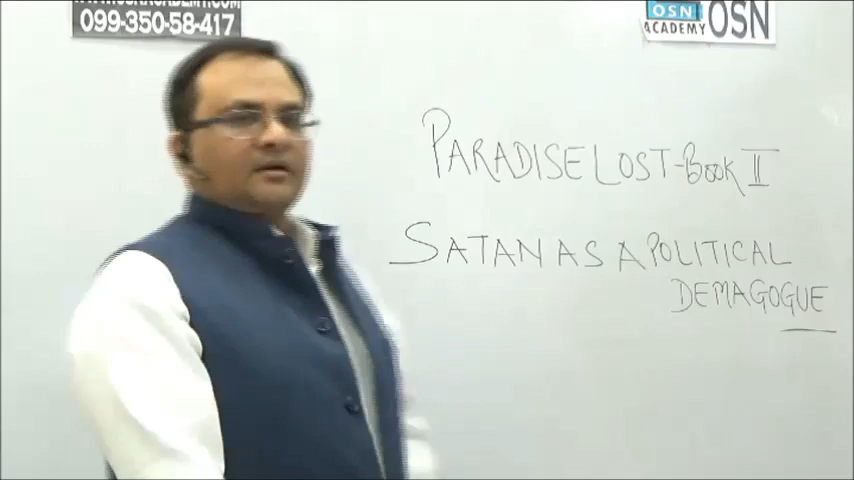 099-350-58-417
OSN
ACADEMY
OSN
PARADISE LOST-Book II
SATAN AS A POLITICAL
DEMAGOGUE